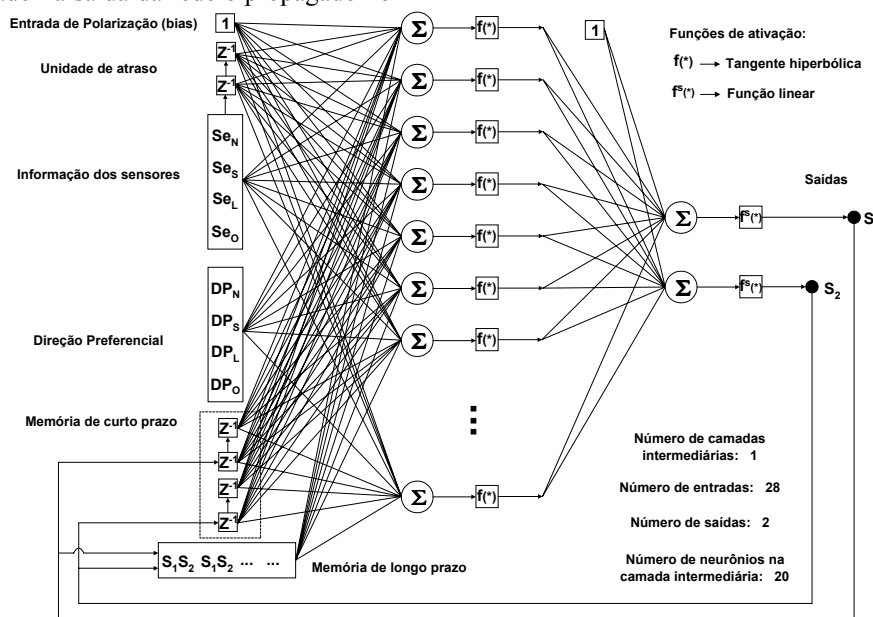 Entrada de Polarização (bias)
1
Z-1
Unidade de atraso
Z-1
Informação dos sensores
SeN
SeS
SeL
SeO
Direção Preferencial
DPN
DPS
DPL
DPO
Memória de curto prazo
Z-1
Z-1
Z-1
Z-1
S1S2 S1S2 ... ...
Memória de longo prazo
Σ f(*)
Σ f(*)
Σ f(*)
Σ f(*)
Σ f(*)
Σ f(*)
Σ f(*)
Σ f(*)
1
Σ fs(*)
Σ fs(*)
Funções de ativação:
f(*) Tangente hiperbólica
fs(*) Função linear
Saídas
S
S2
Número de camadas
intermediárias: 1
Número de entradas: 28
Número de saídas: 2
Número de neurônios na
camada intermediária: 20